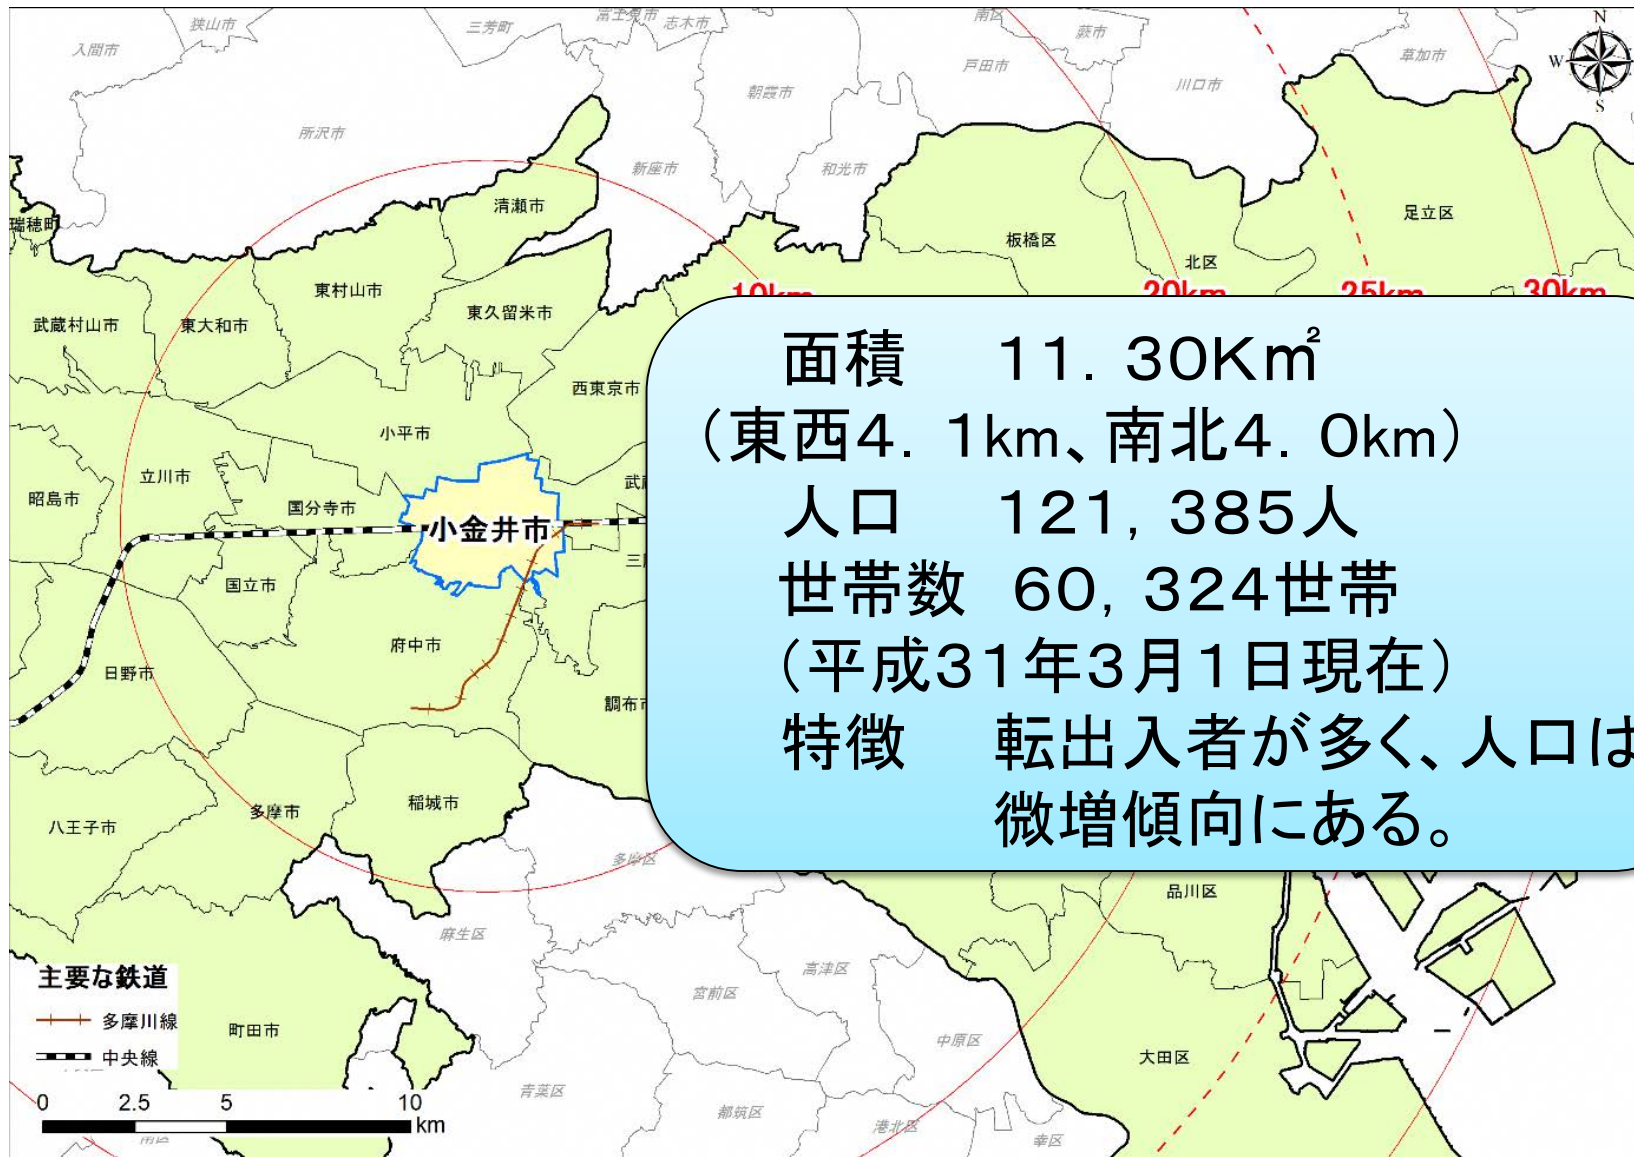 狭山市
三芳町
富士見市
志木市
南区
蕨市
草加市
N
W
S
入間市
戸田市
川口市
朝霞市
所沢市
新座市
和光市
清瀬市
足立区
瑞穂町
板橋区
北区
東村山市
10km
20km
25km
30km
武蔵村山市
東大和市
東久留米市
西東京市
小平市
立川市
昭島市
国分寺市
小金井市
国立市
府中市
日野市
調布市
稲城市
多摩市
八王子市
面積 11．30K㎡
（東西4．1km、南北4．0km）
人口 121，385人
世帯数 60，324世帯
（平成31年3月1日現在）
特徴 転出入者が多く、人口は
微増傾向にある。
多摩区
品川区
麻生区
高津区
宮前区
中原区
大田区
町田市
青葉区
都筑区
港北区
幸区
主要な鉄道
多摩川線
中央線
0 2.5 5 10
km